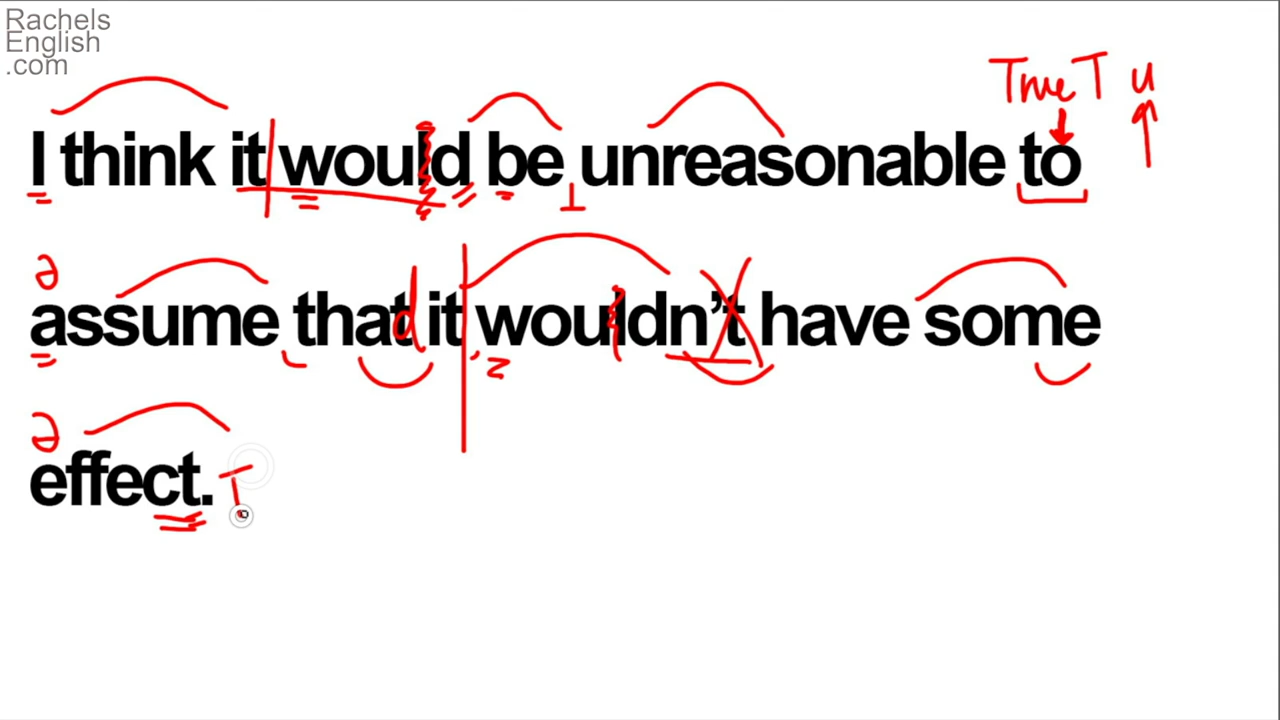 Rachels
English
.com
True T u
I think it would be unreasonable to
ə d
assume that it wouldn't have some
ə
effect. T